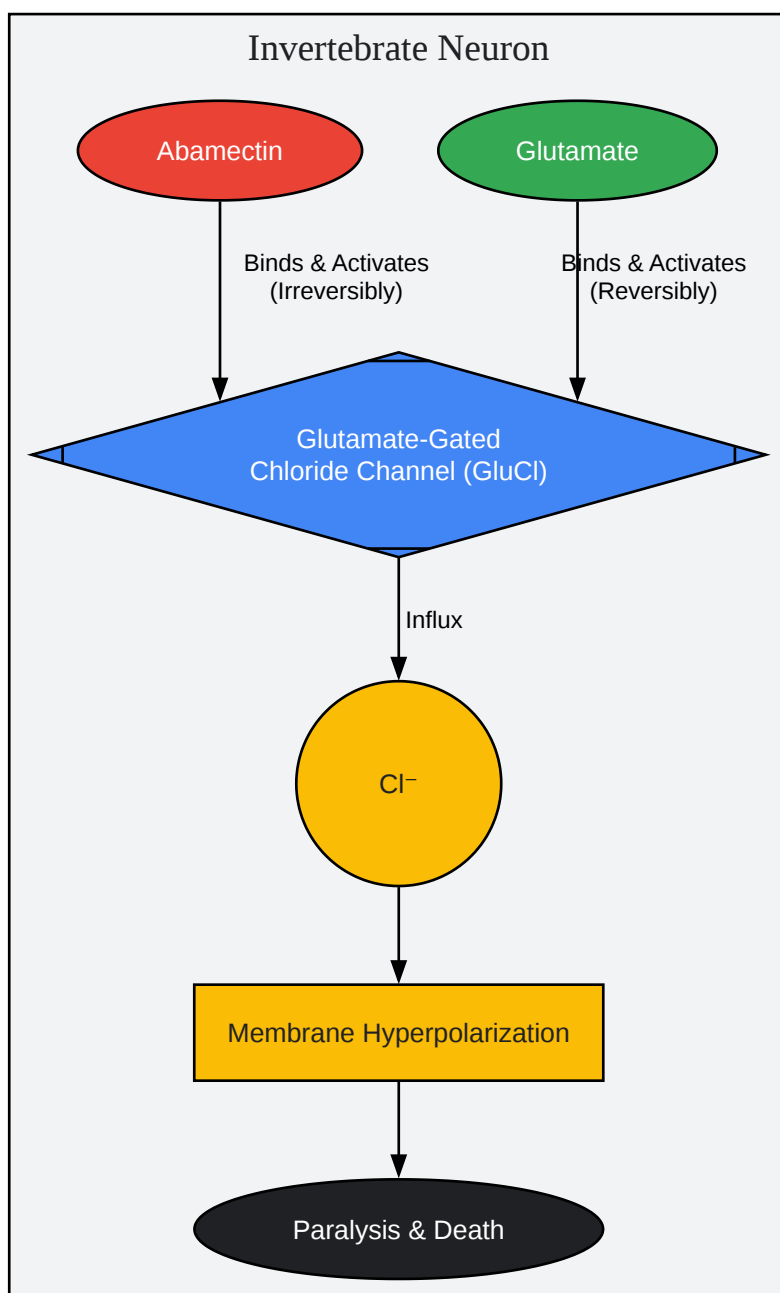 Invertebrate Neuron
Abamectin
Glutamate
Binds & Activates
(Irreversibly)
Binds & Activates
(Reversibly)
Glutamate-Gated
Chloride Channel (GluCl)
Influx
Cl⁻
Membrane Hyperpolarization
Paralysis & Death